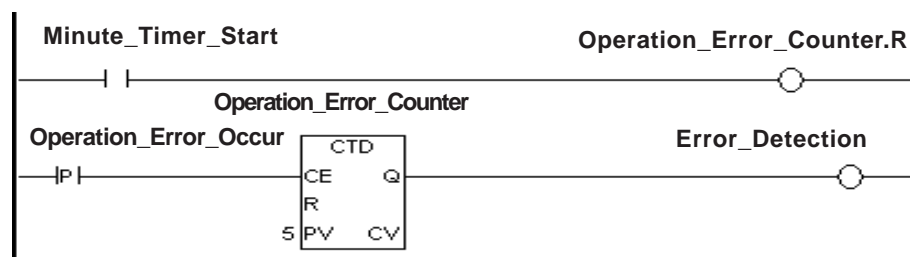 Minute_Timer_Start
Operation_Error_Counter.R
Operation_Error_Counter
Operation_Error_Occur
CTD
Error_Detection
P
CE Q
R
5 PV CV